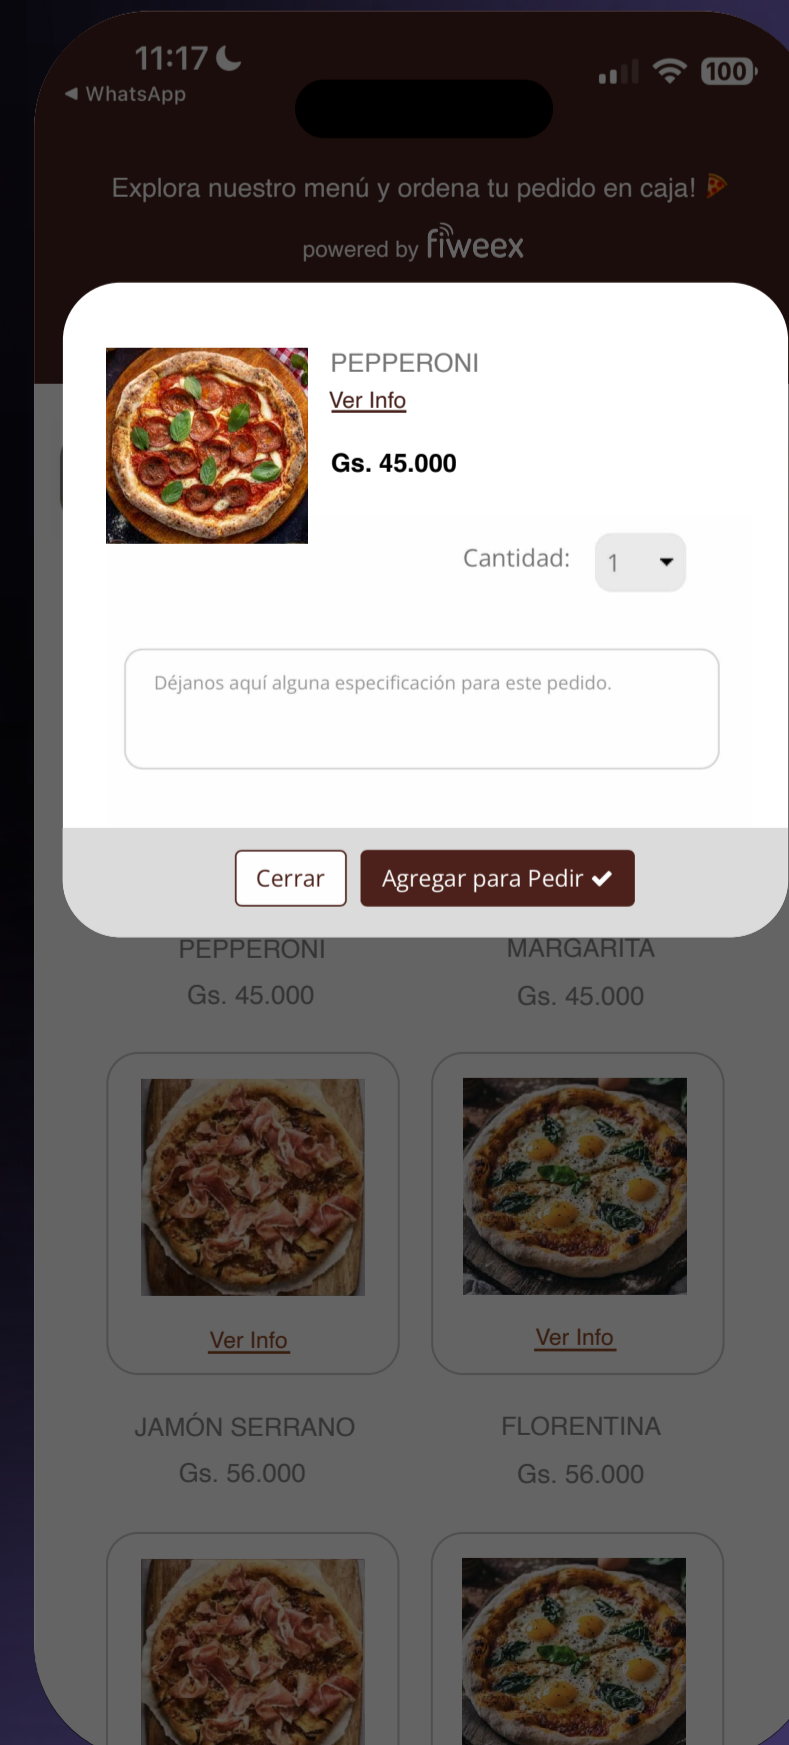 11:17
◀ WhatsApp
100
Explora nuestro menú y ordena tu pedido en caja! 🍕
powered by fiweex
PEPPERONI
Ver Info
Gs. 45.000
Cantidad: 1
Déjanos aquí alguna especificación para este pedido.
Cerrar
Agregar para Pedir ✔
PEPPERONI
MARGARITA
Gs. 45.000
Gs. 45.000
Ver Info
Ver Info
JAMÓN SERRANO
FLORENTINA
Gs. 56.000
Gs. 56.000